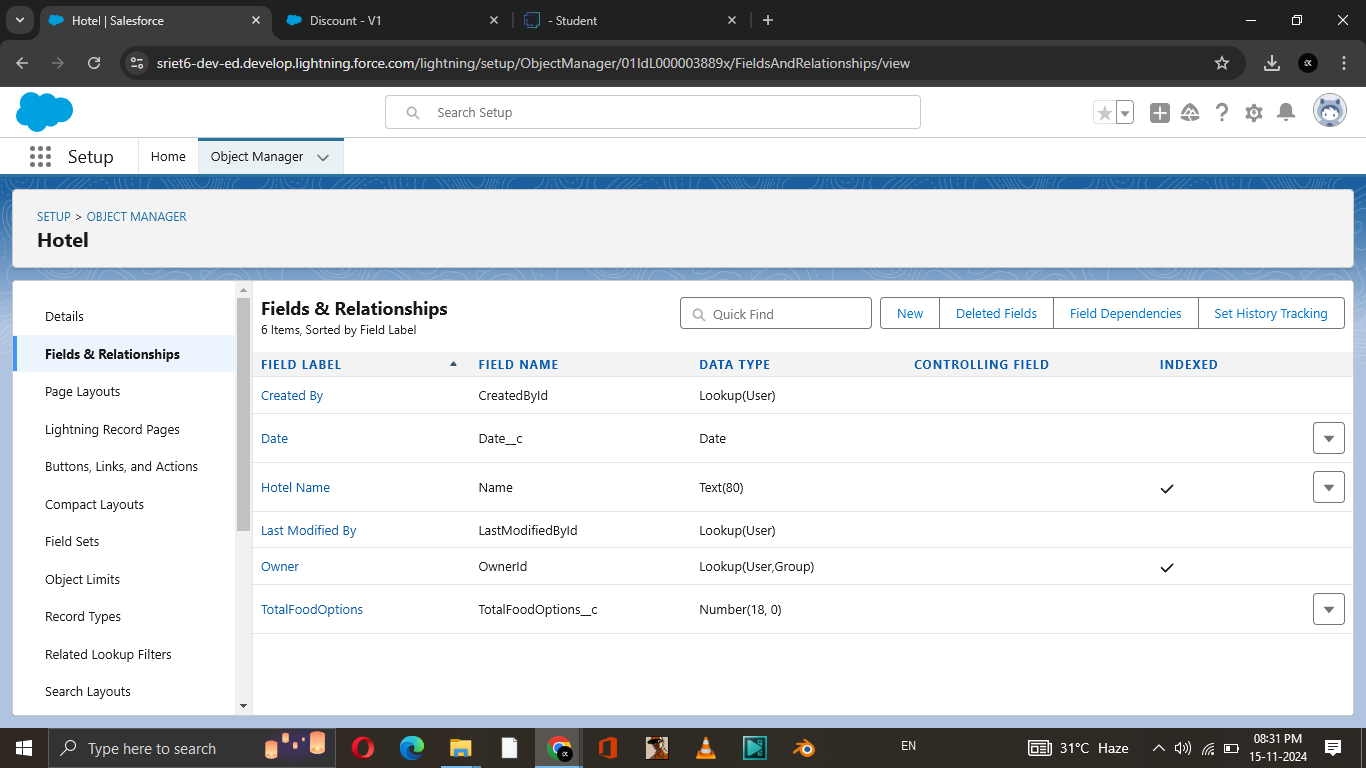 Hotel | Salesforce
Discount - V1
- Student
sriet6-dev-ed.develop.lightning.force.com/lightning/setup/ObjectManager/01IdL000003889x/FieldsAndRelationships/view
Search Setup
Setup
Home
Object Manager
SETUP > OBJECT MANAGER
Hotel
Details
Fields & Relationships
Page Layouts
Lightning Record Pages
Buttons, Links, and Actions
Compact Layouts
Field Sets
Object Limits
Record Types
Related Lookup Filters
Search Layouts
Fields & Relationships
6 Items, Sorted by Field Label
Quick Find
New
Deleted Fields
Field Dependencies
Set History Tracking
FIELD LABEL FIELD NAME DATA TYPE CONTROLLING FIELD INDEXED
Created By CreatedById Lookup(User)
Date Date__c Date
Hotel Name Name Text(80)
Last Modified By LastModifiedById Lookup(User)
Owner OwnerId Lookup(User,Group)
TotalFoodOptions TotalFoodOptions__c Number(18, 0)
Type here to search
EN
31°C Haze
08:31 PM
15-11-2024